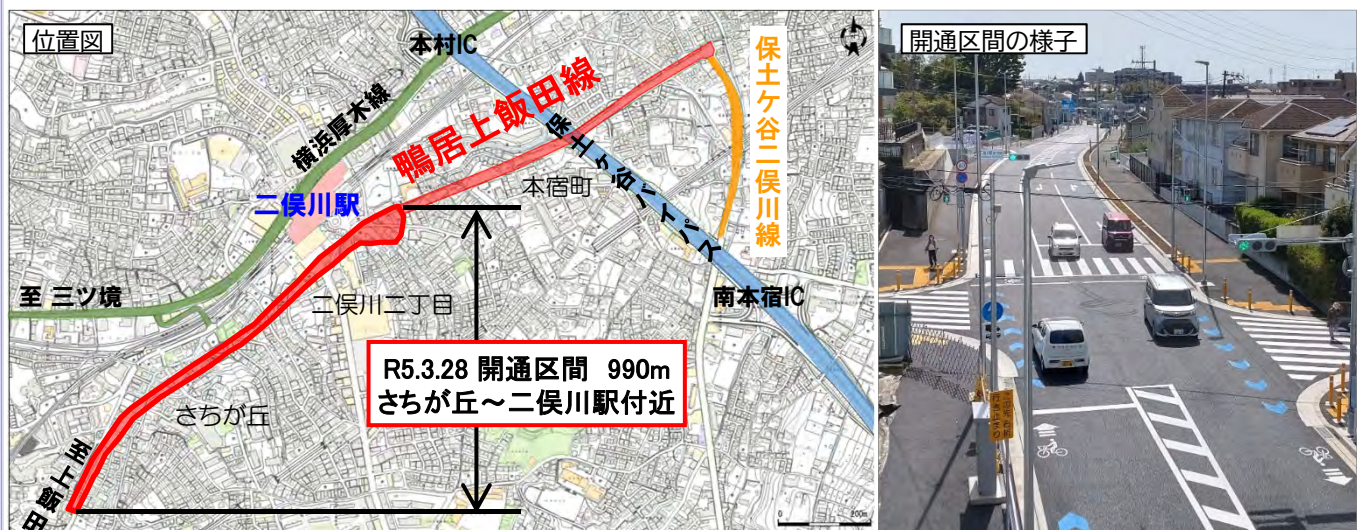 位置図
本村IC
横浜厚木線
鴨居上飯田線
保土ケ谷二俣川線
保土ヶ谷バイパス
二俣川駅
本宿町
至 三ツ境
二俣川二丁目
南本宿IC
R5.3.28 開通区間 990m
さちが丘～二俣川駅付近
さちが丘
至上飯田
0
200m
開通区間の様子